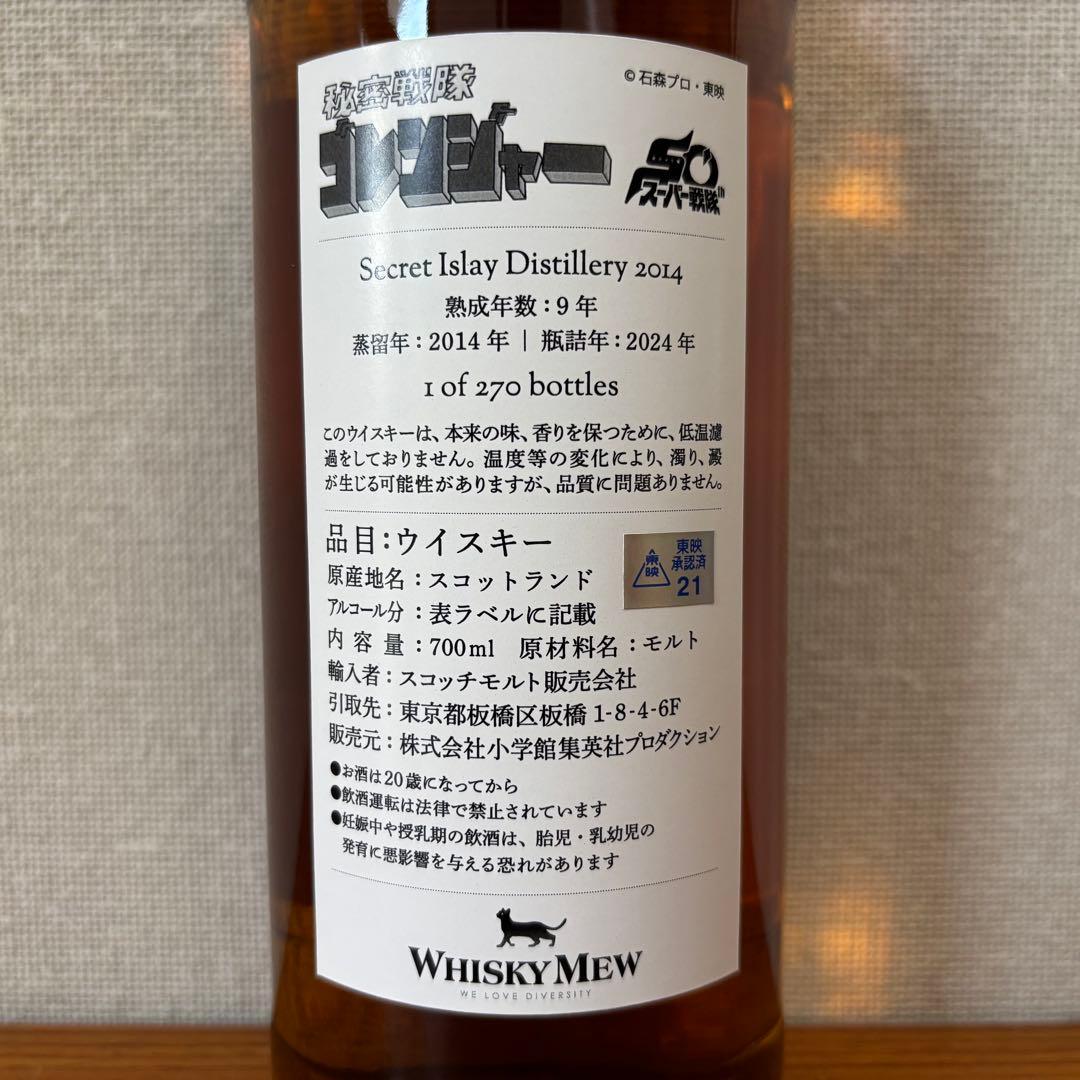 秘密戦隊
ゴレンジャー
© 石森プロ・東映
50th
スーパー戦隊
Secret Islay Distillery 2014
熟成年数：9年
蒸留年：2014年 | 瓶詰年：2024年
1 of 270 bottles
このウイスキーは、本来の味、香りを保つために、低温濾
過をしておりません。温度等の変化により、濁り、澱
が生じる可能性がありますが、品質に問題ありません。
品目：ウイスキー
原産地名：スコットランド
アルコール分：表ラベルに記載
内容量：700ml 原材料名：モルト
輸入者：スコッチモルト販売会社
引取先：東京都板橋区板橋1-8-4-6F
販売元：株式会社小学館集英社プロダクション
東映
東映
承認済
21
●お酒は20歳になってから
●飲酒運転は法律で禁止されています
●妊娠中や授乳期の飲酒は、胎児・乳幼児の
発育に悪影響を与える恐れがあります
WHISKY MEW
WE LOVE DIVERSITY